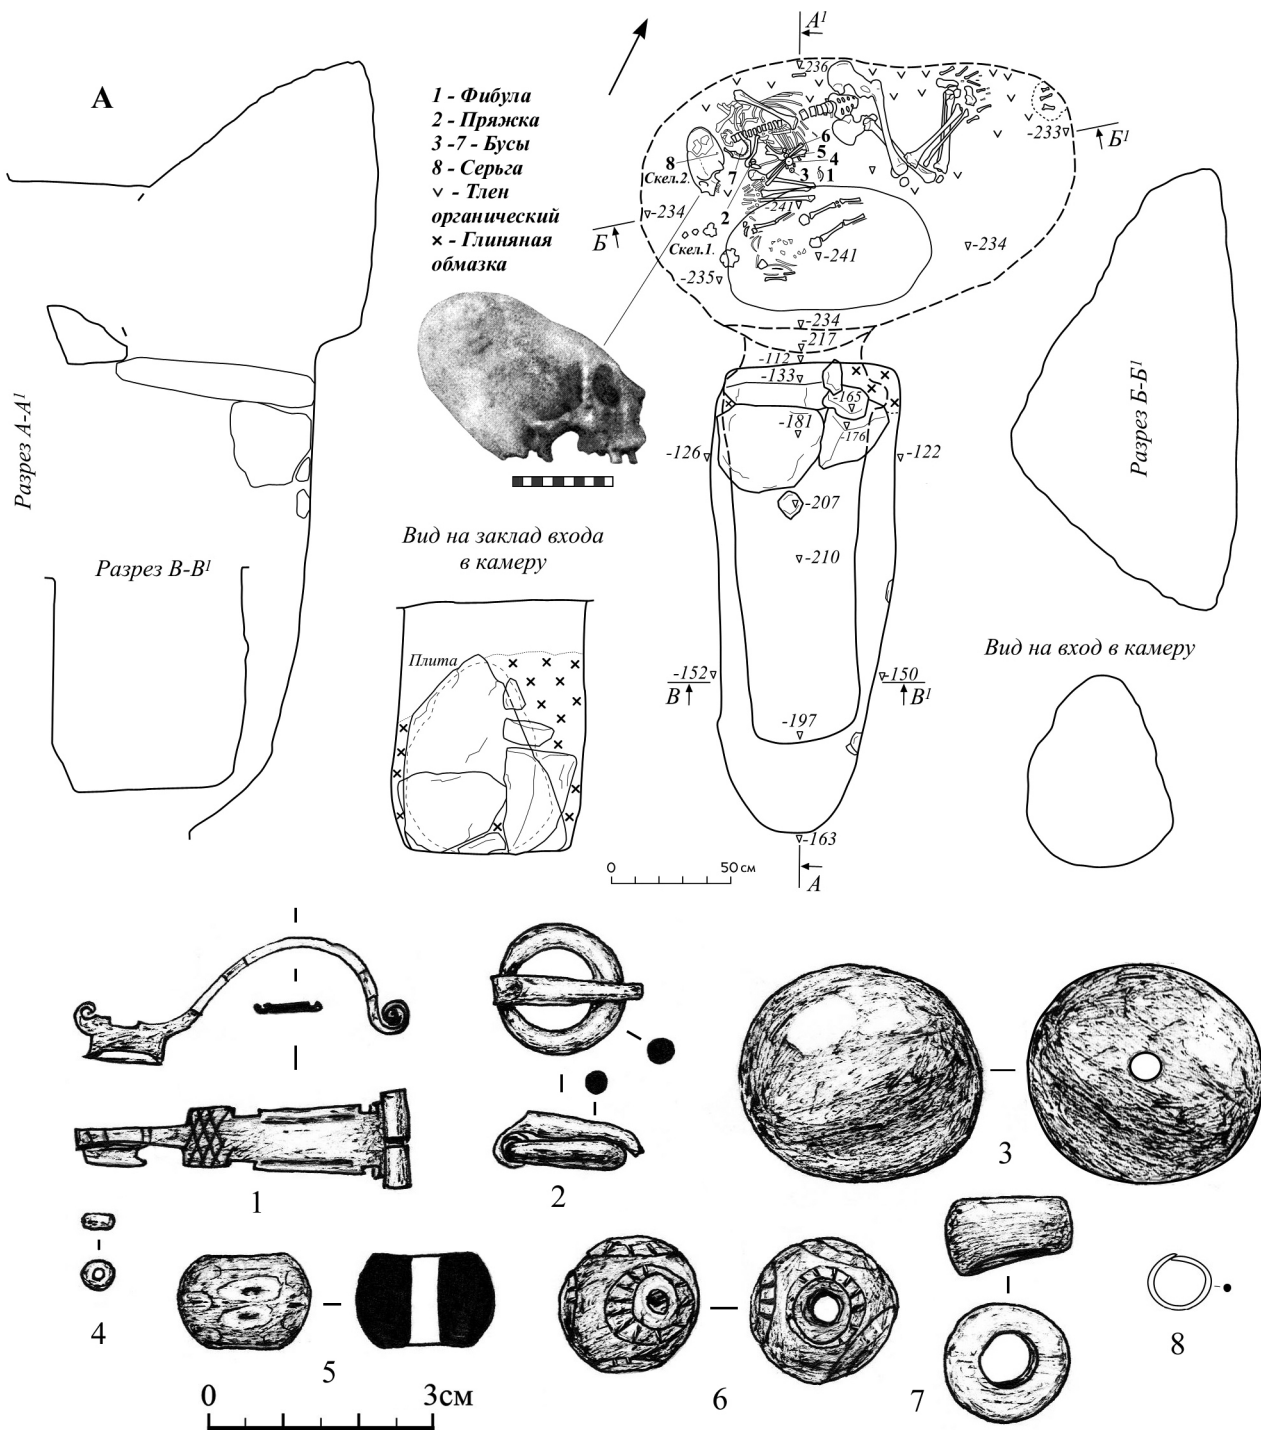 А
1 - Фибула
2 - Пряжка
3 -7 - Бусы
8 - Серьга
v - Тлен
органический
× - Глиняная
обмазка
А¹
-236
-233
Б¹
6
5
4
3
1
8
7
2
Скел.2.
-241
-234
Б
Скел.1.
-241
-234
-235
-234
-217
-112
-133
-165
-181
-176
-126
-122
-207
-210
-152
-150
В
В¹
-197
-163
А
Разрез А-А¹
Разрез Б-Б¹
Разрез В-В¹
Вид на заклад входа
в камеру
Плита
Вид на вход в камеру
0 50 см
1
2
3
4
5
6
7
8
0 3см